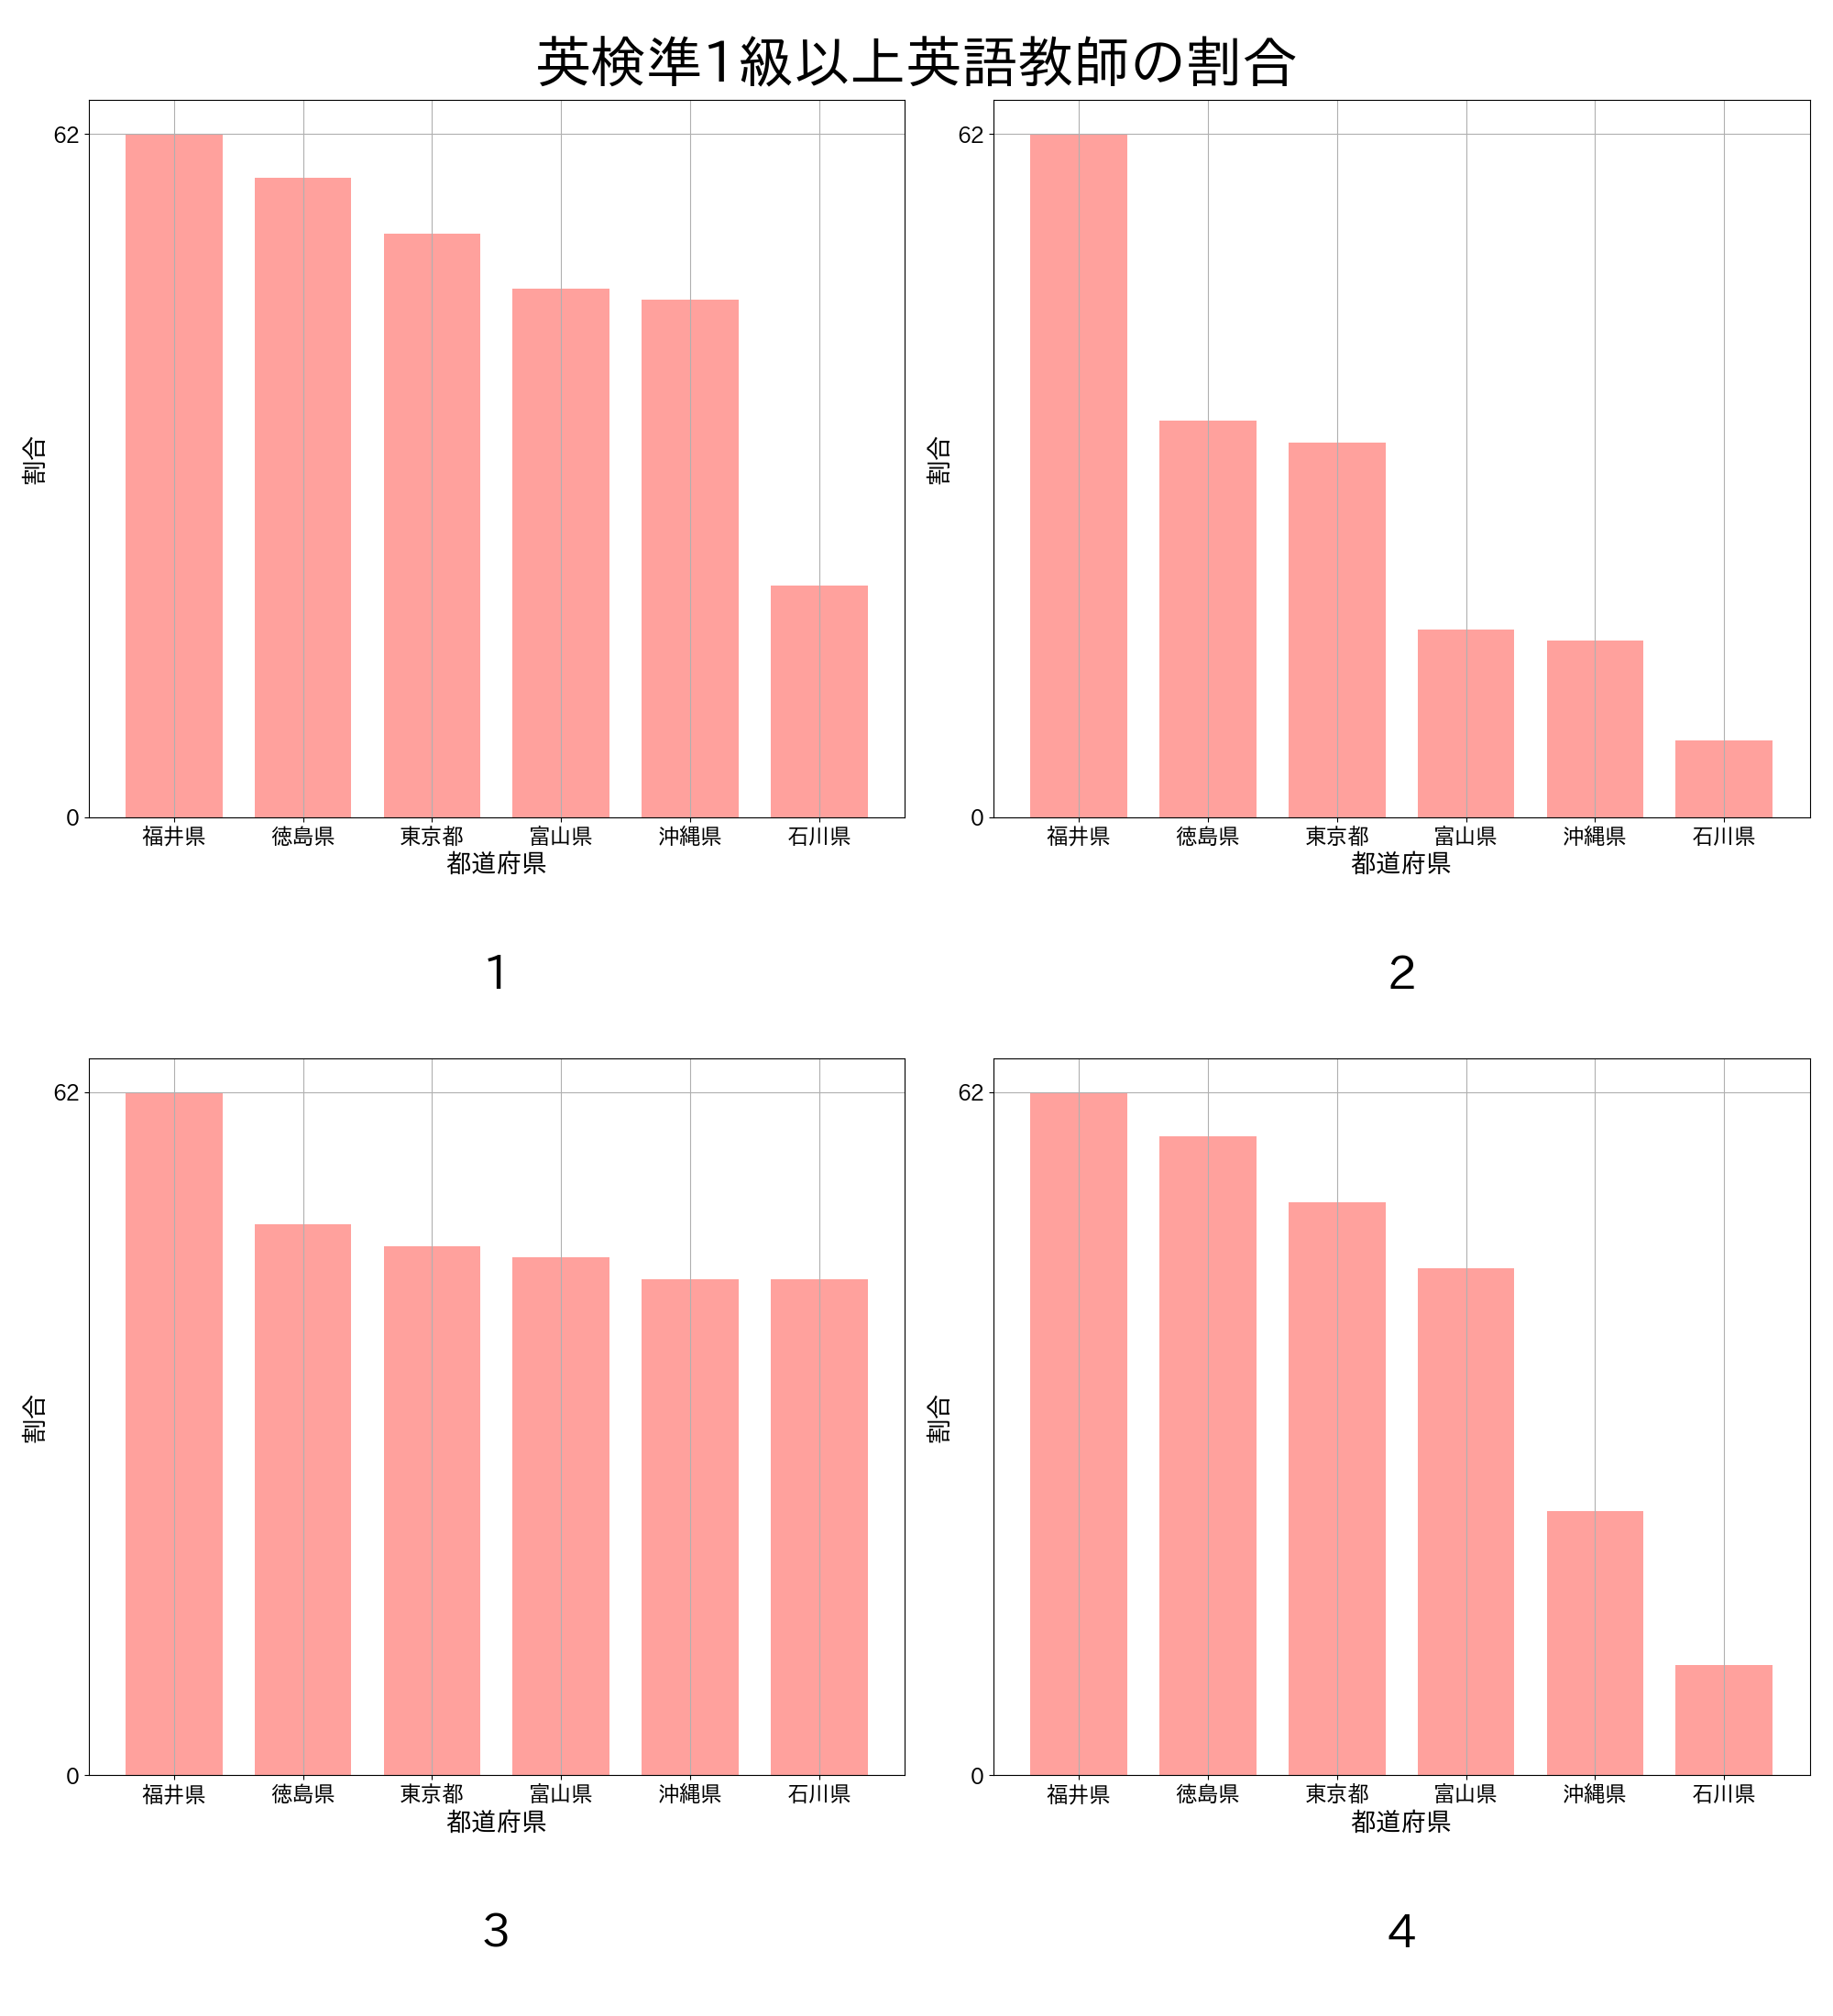 英検準1級以上英語教師の割合
62
0
割合
福井県 徳島県 東京都 富山県 沖縄県 石川県
都道府県
1
62
0
割合
福井県 徳島県 東京都 富山県 沖縄県 石川県
都道府県
2
62
0
割合
福井県 徳島県 東京都 富山県 沖縄県 石川県
都道府県
3
62
0
割合
福井県 徳島県 東京都 富山県 沖縄県 石川県
都道府県
4